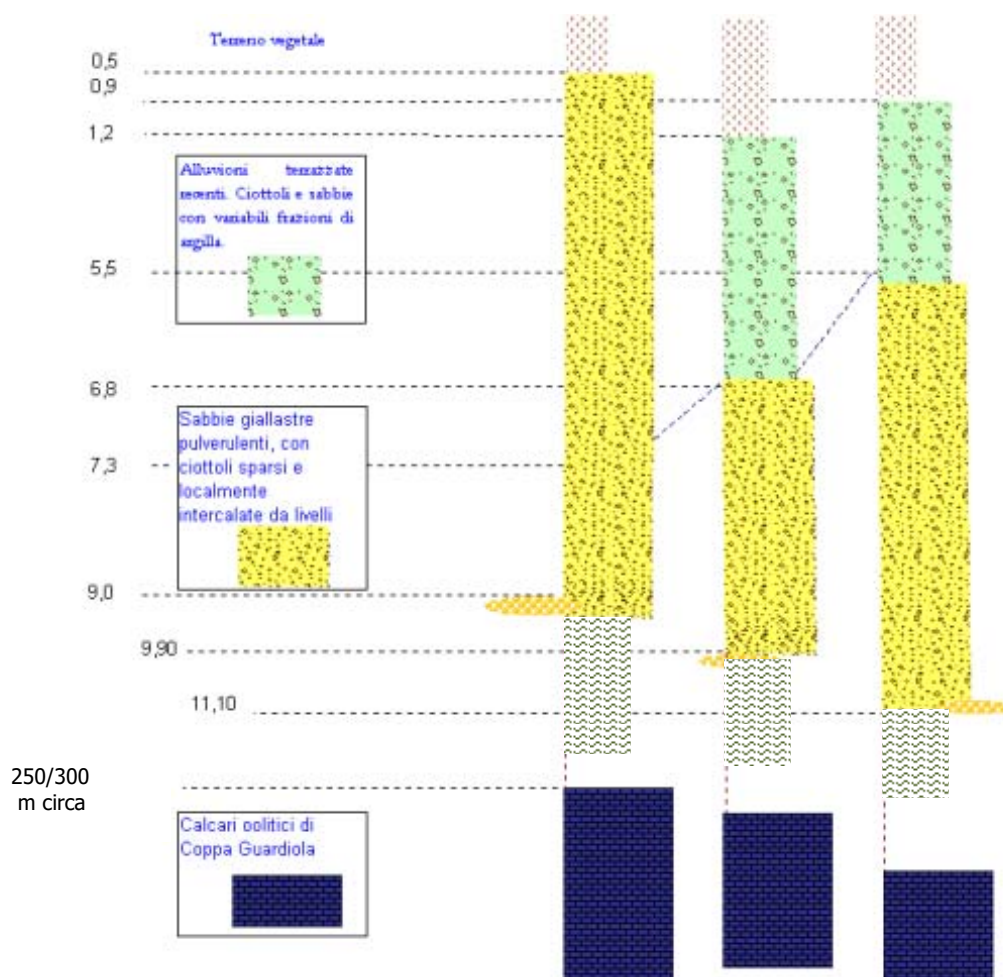 Terreno vegetale
0,5
0,9
1,2
Alluvioni terrazzate
recenti. Ciottoli e sabbie
con variabili frazioni di
argilla.
5,5
6,8
Sabbie giallastre
pulverulenti, con
ciottoli sparsi e
localmente
intercalate da livelli
7,3
9,0
9,90
11,10
250/300
m circa
Calcari oolitici di
Coppa Guardiola